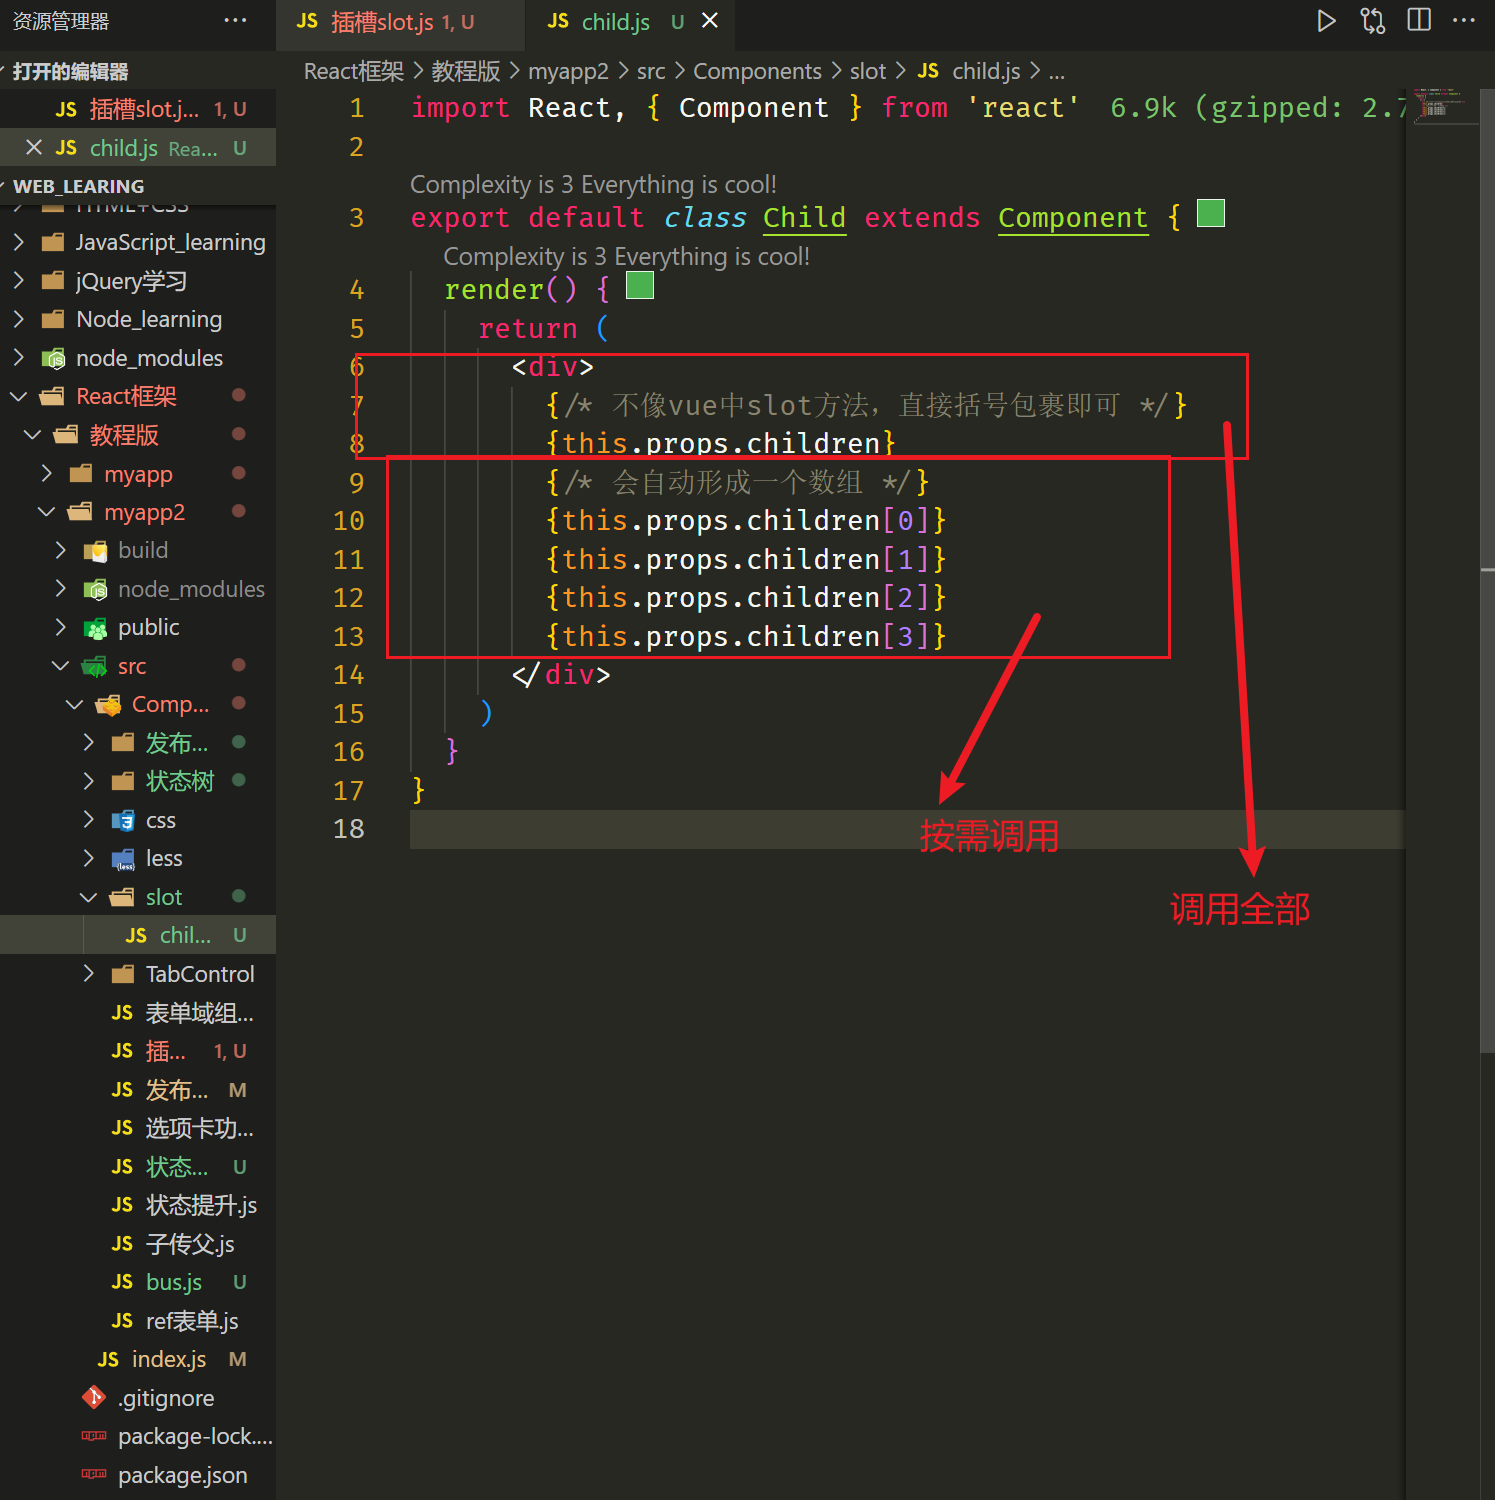 资源管理器 ···
打开的编辑器
JS 插槽slot.j... 1, U
JS child.js Rea... U
WEB_LEARING
HTML+CSS
JavaScript_learning
jQuery学习
Node_learning
node_modules
React框架
教程版
myapp
myapp2
build
node_modules
public
src
Comp...
发布...
状态树
css
less
slot
JS chil... U
TabControl
JS 表单域组...
JS 插... 1, U
JS 发布... M
JS 选项卡功...
JS 状态... U
JS 状态提升.js
JS 子传父.js
JS bus.js U
JS ref表单.js
JS index.js M
.gitignore
package-lock....
package.json
JS 插槽slot.js 1, U JS child.js U
React框架 > 教程版 > myapp2 > src > Components > slot > JS child.js > ...
1 import React, { Component } from 'react' 6.9k (gzipped: 2.7
2
Complexity is 3 Everything is cool!
3 export default class Child extends Component {
Complexity is 3 Everything is cool!
4 render() {
5 return (
6 <div>
7 {/* 不像vue中slot方法，直接括号包裹即可 */}
8 {this.props.children}
9 {/* 会自动形成一个数组 */}
10 {this.props.children[0]}
11 {this.props.children[1]}
12 {this.props.children[2]}
13 {this.props.children[3]}
14 </div>
15 )
16 }
17 }
18
按需调用
调用全部